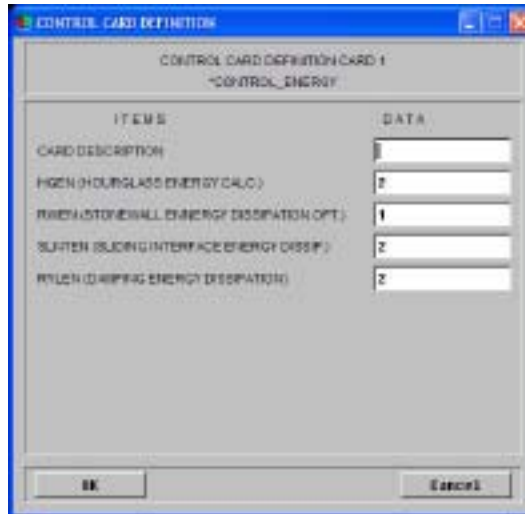 CONTROL CARD DEFINITION
CONTROL CARD DEFINITION CARD 1
*CONTROL_ENERGY
ITEMS DATA
CARD DESCRIPTION
HGEN (HOURGLASS ENERGY CALC.) 2
RWEN (STONEWALL ENNERGY DISSIPATION OPT.) 1
SLNTEN (SLIDING INTERFACE ENERGY DISSIP.) 2
RYLEN (DAMPING ENERGY DISSIPATION) 2
OK Cancel